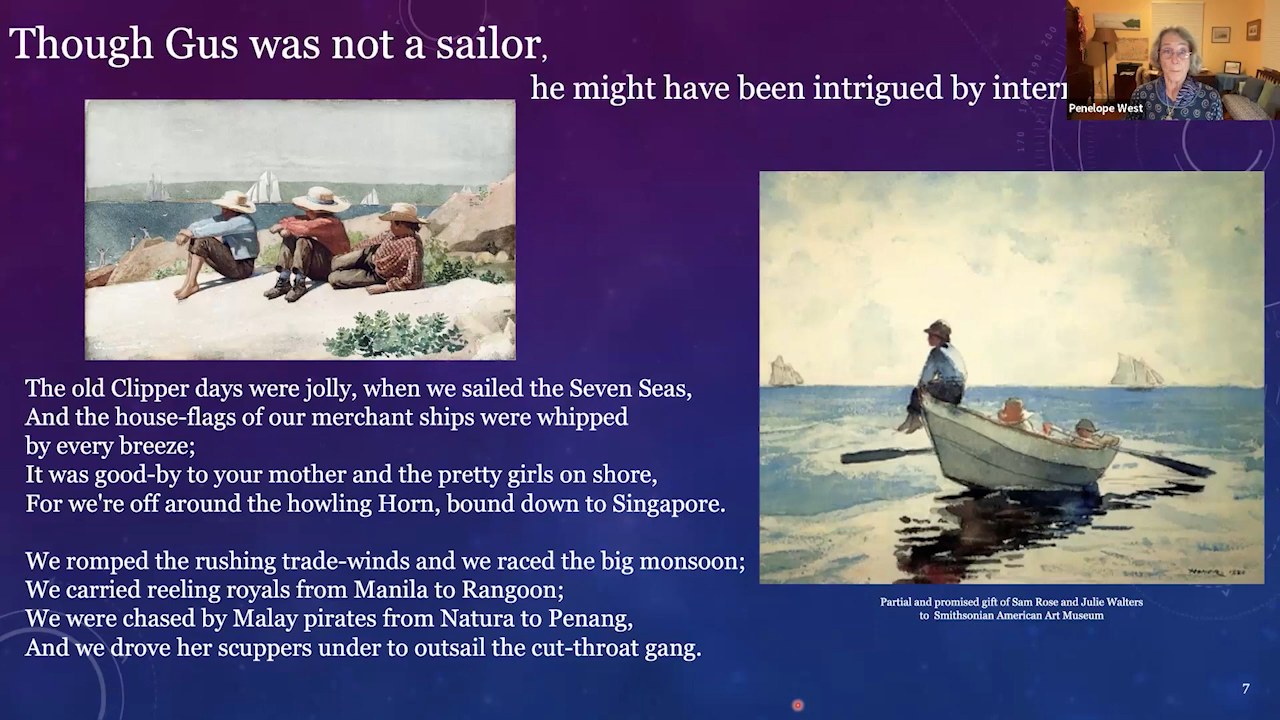 Though Gus was not a sailor,
he might have been intrigued by
Penelope West
The old Clipper days were jolly, when we sailed the Seven Seas,
And the house-flags of our merchant ships were whipped
by every breeze;
It was good-by to your mother and the pretty girls on shore,
For we're off around the howling Horn, bound down to Singapore.
We romped the rushing trade-winds and we raced the big monsoon;
We carried reeling royals from Manila to Rangoon;
We were chased by Malay pirates from Natura to Penang,
And we drove her scuppers under to outsail the cut-throat gang.
Partial and promised gift of Sam Rose and Julie Walters
to Smithsonian American Art Museum
7
170
190
200